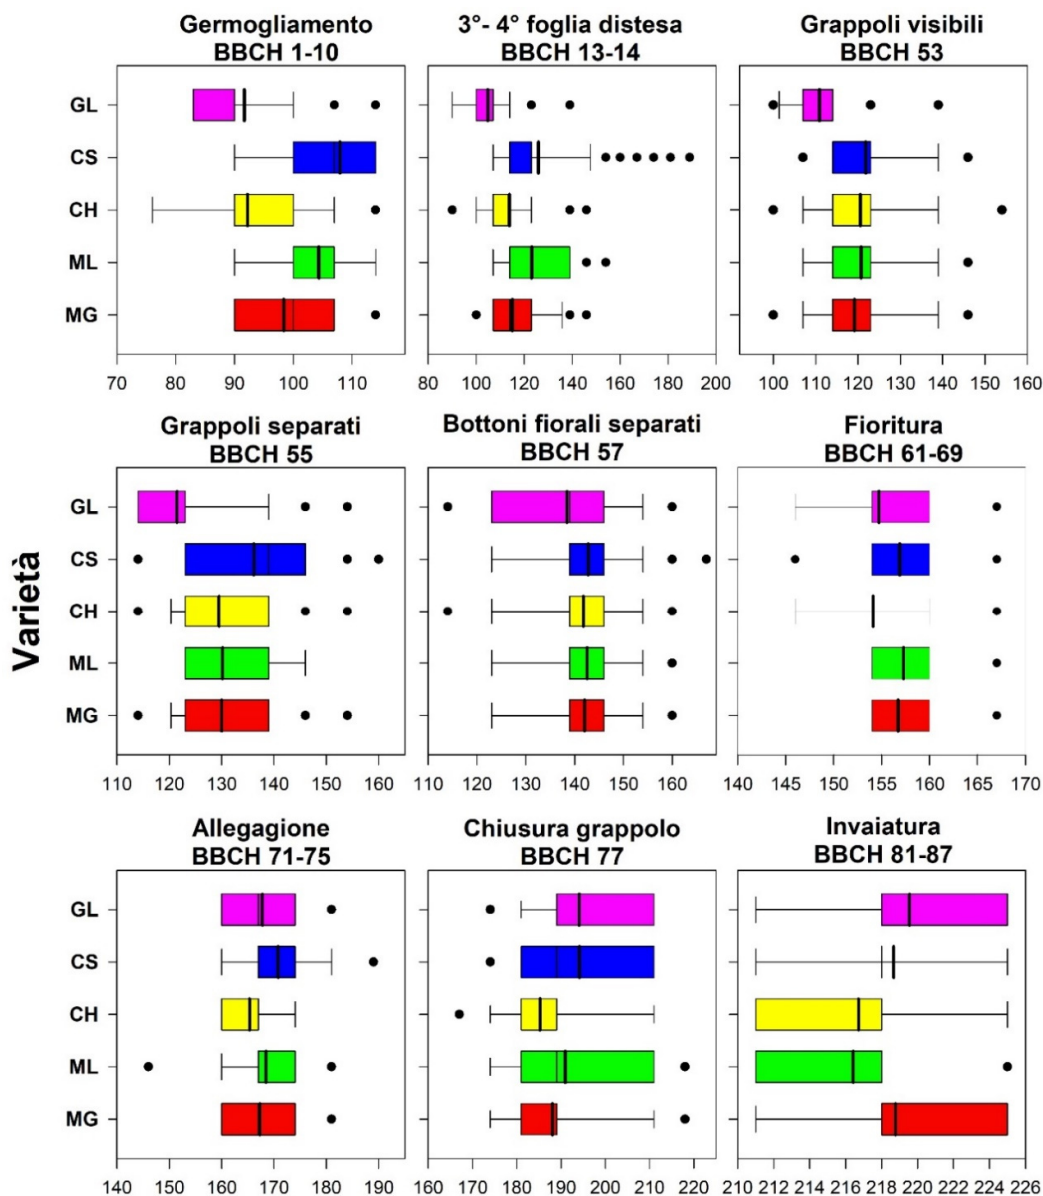 Germogliamento
BBCH 1-10
3°- 4° foglia distesa
BBCH 13-14
Grappoli visibili
BBCH 53
GL
CS
CH
ML
MG
70 80 90 100 110
80 100 120 140 160 180 200
100 110 120 130 140 150 160
Grappoli separati
BBCH 55
Bottoni fiorali separati
BBCH 57
Fioritura
BBCH 61-69
Varietà
GL
CS
CH
ML
MG
110 120 130 140 150 160
110 120 130 140 150 160
140 145 150 155 160 165 170
Allegagione
BBCH 71-75
Chiusura grappolo
BBCH 77
Invaiatura
BBCH 81-87
GL
CS
CH
ML
MG
140 150 160 170 180 190
160 170 180 190 200 210 220
210 212 214 216 218 220 222 224 226